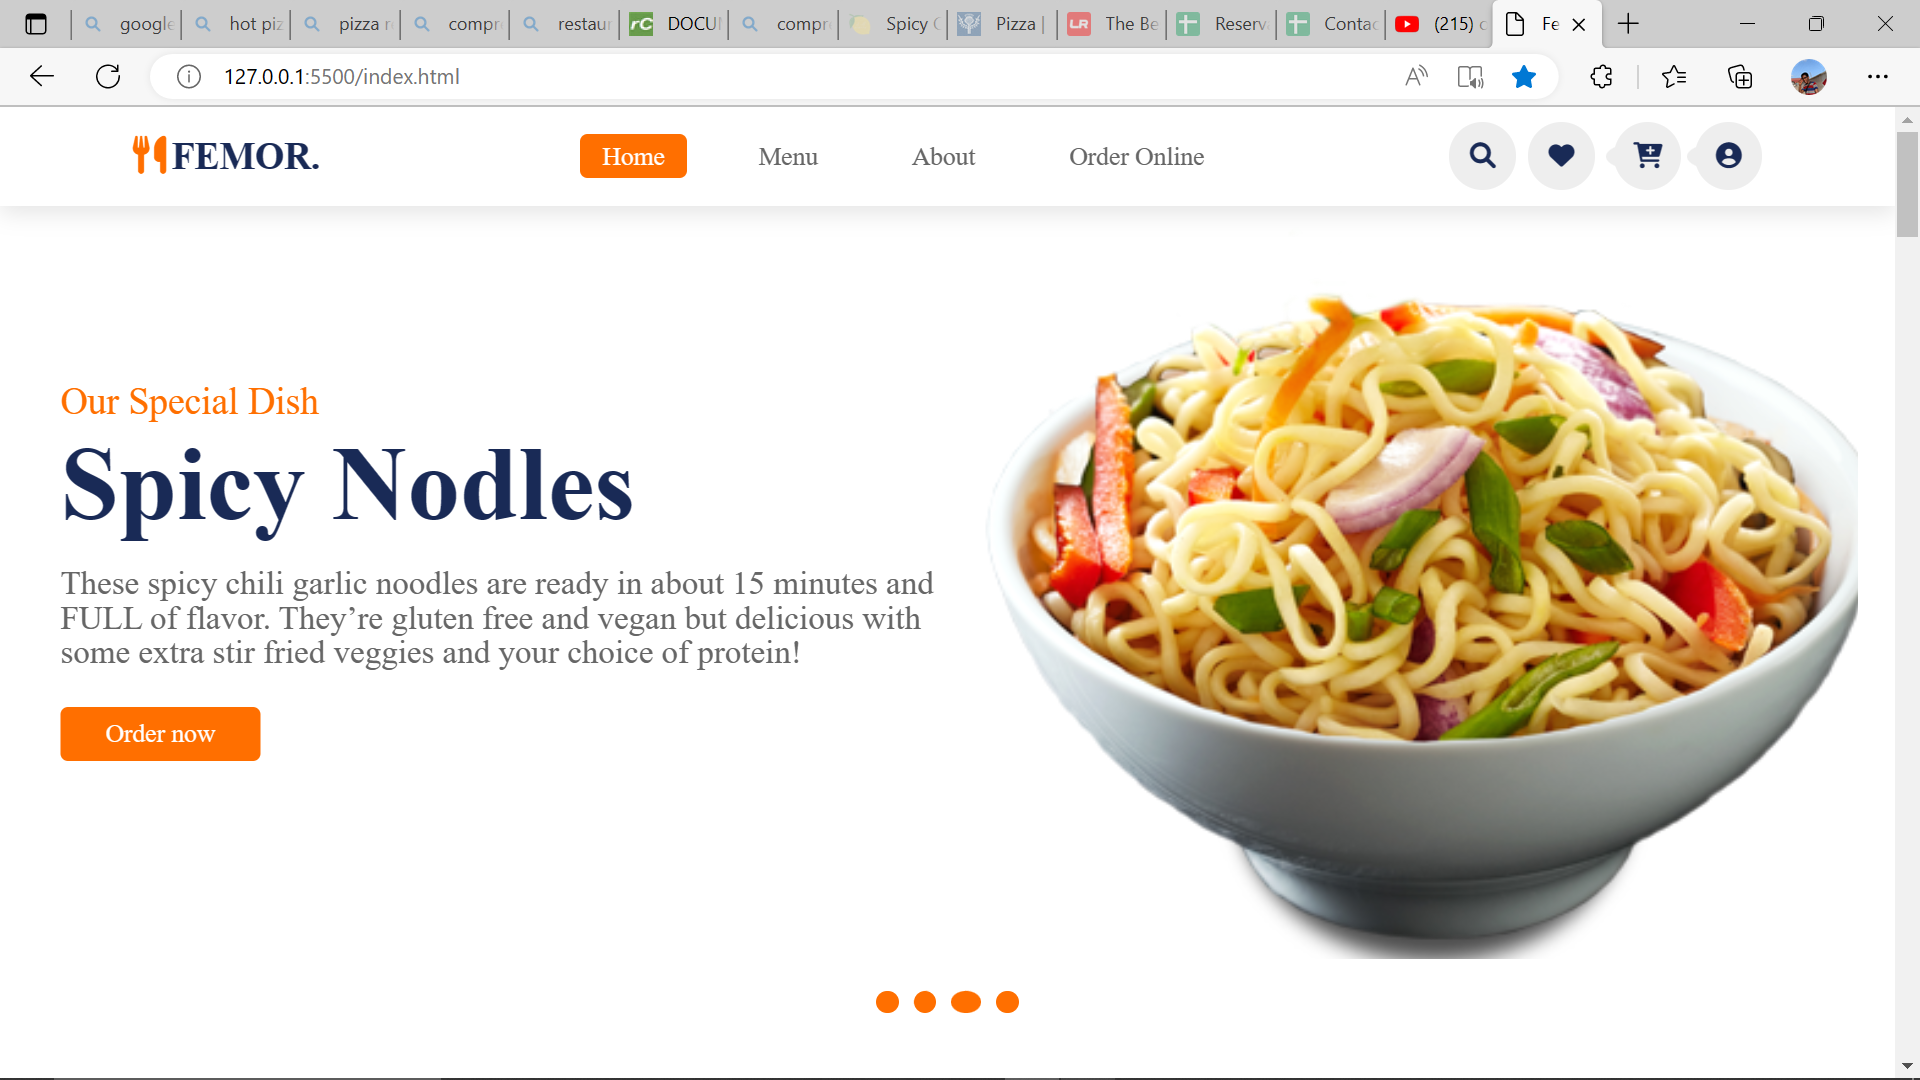 google
hot piz
pizza r
compr
restaur
DOCU
compr
Spicy
Pizza |
The Be
Reserv
Contac
(215)
Fe
127.0.0.1:5500/index.html
FEMOR.
Home
Menu
About
Order Online
Our Special Dish
Spicy Nodles
These spicy chili garlic noodles are ready in about 15 minutes and
FULL of flavor. They’re gluten free and vegan but delicious with
some extra stir fried veggies and your choice of protein!
Order now